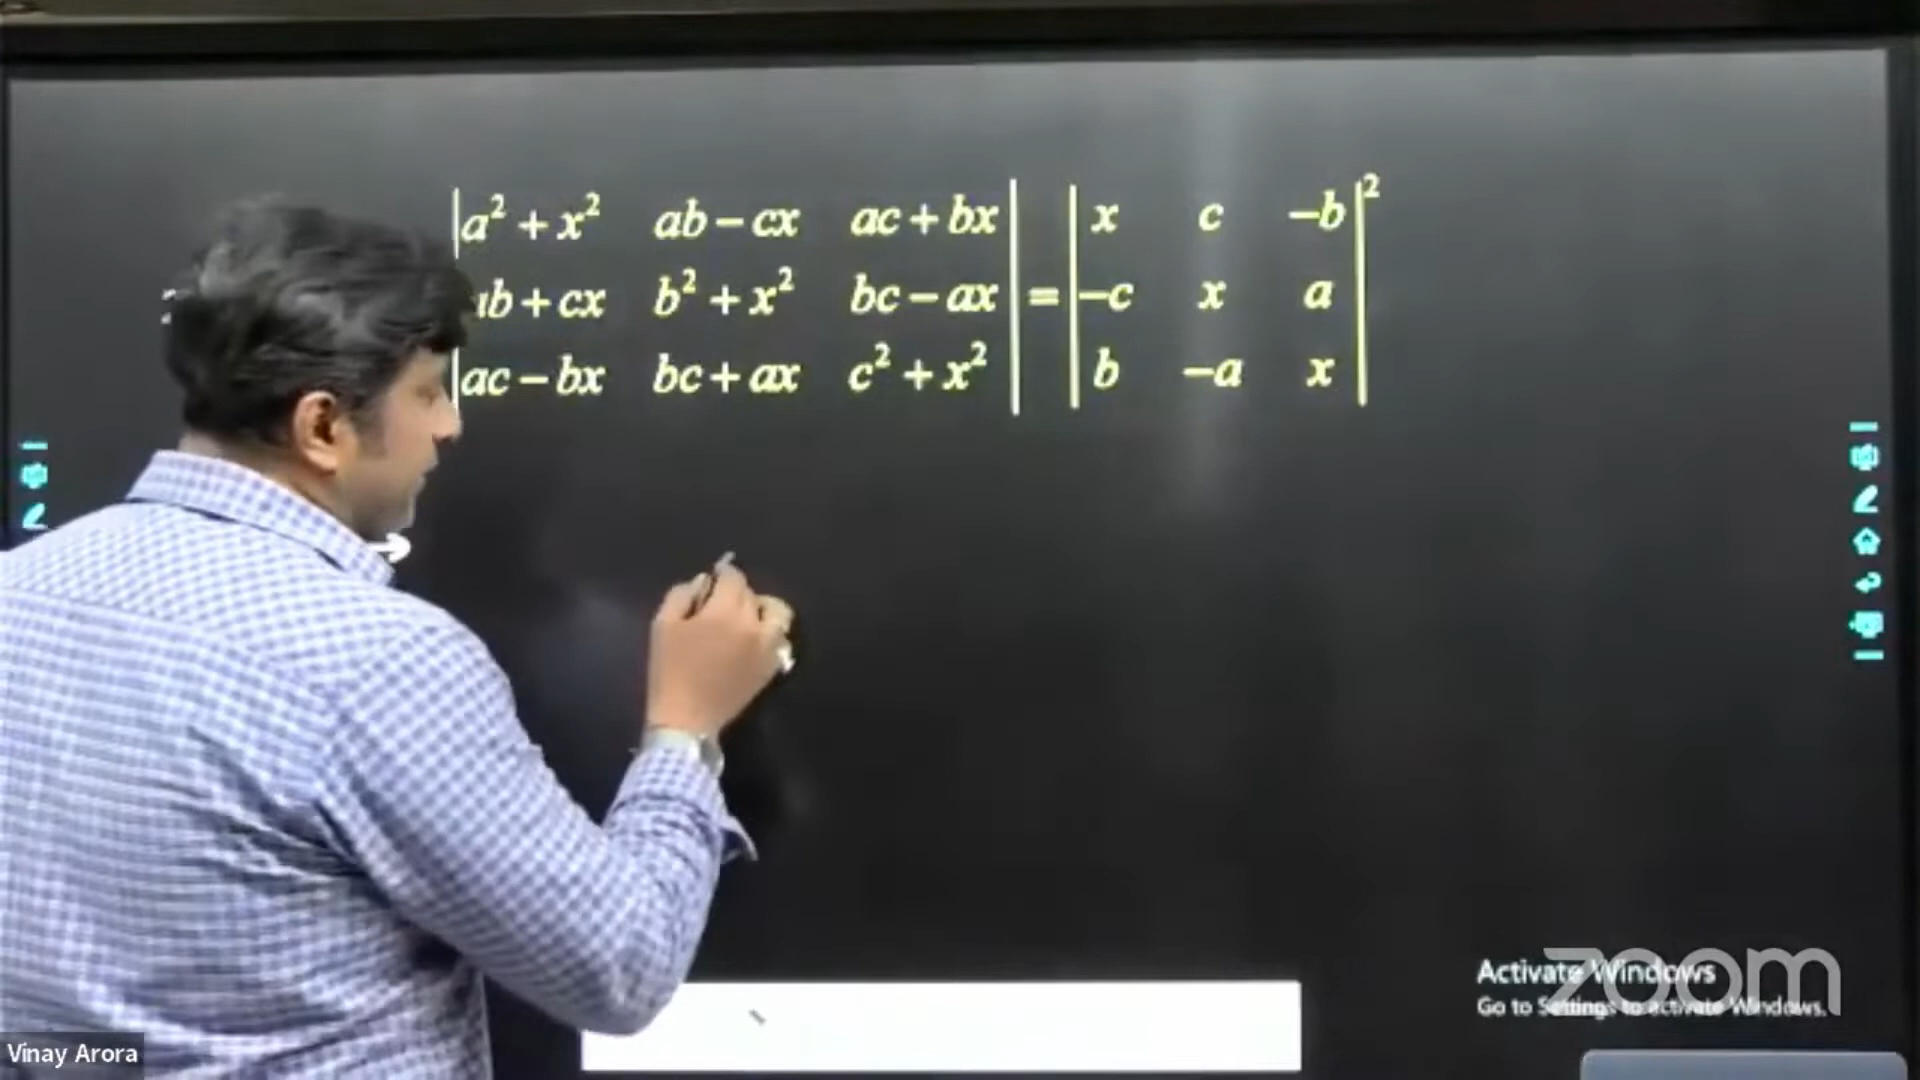 a² + x² ab – cx ac + bx | x c –b |²
ab + cx b² + x² bc – ax = –c x a
ac – bx bc + ax c² + x² b –a x
Activate Windows
Go to Settings to activate Windows.
zoom
Vinay Arora